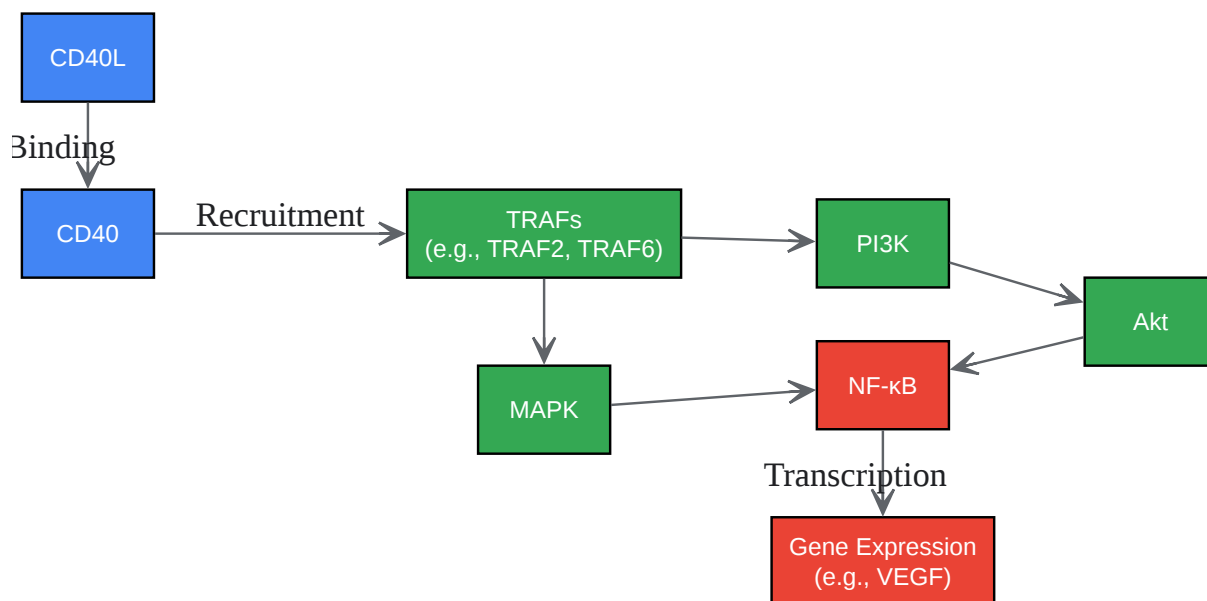 CD40L
Binding
CD40
Recruitment
TRAFs
(e.g., TRAF2, TRAF6)
PI3K
Akt
MAPK
NF-κB
Transcription
Gene Expression
(e.g., VEGF)